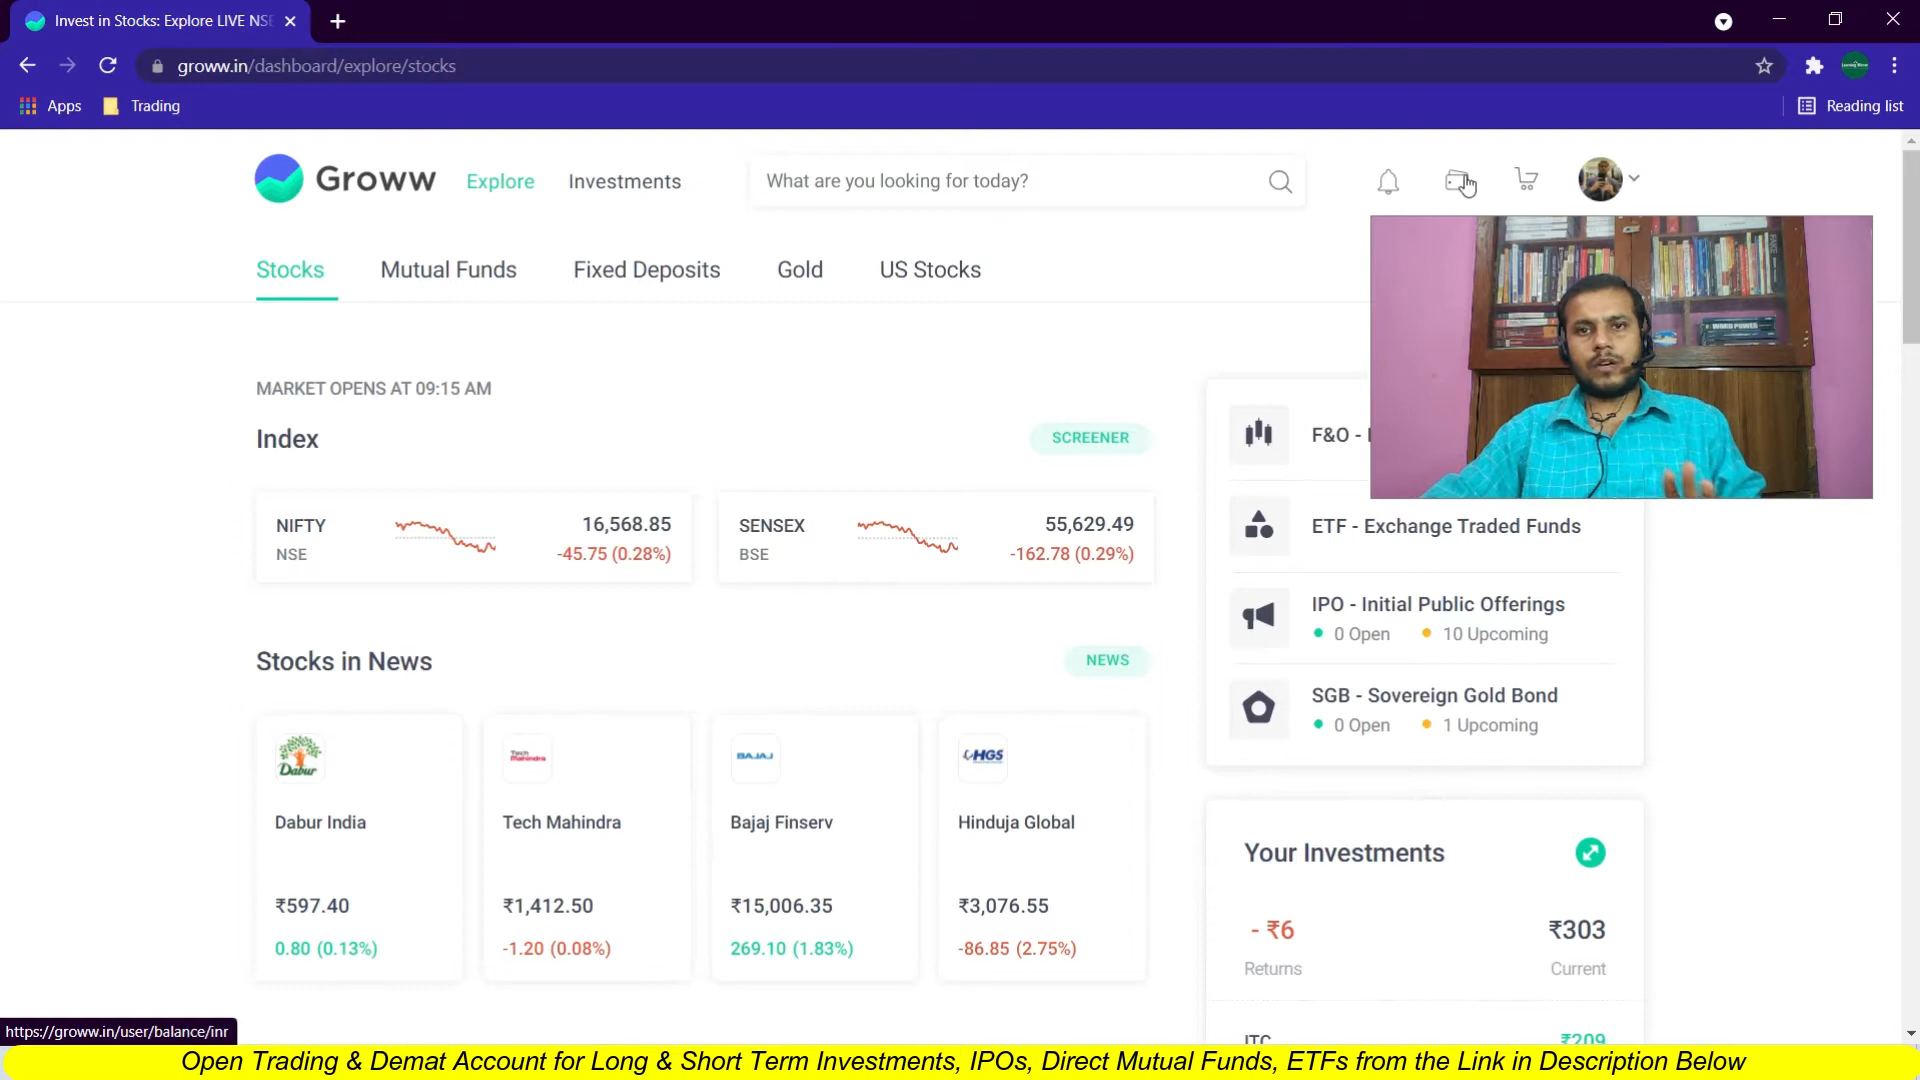 Invest in Stocks: Explore LIVE NSE
groww.in/dashboard/explore/stocks
Apps Trading Reading list
Groww Explore Investments What are you looking for today?
Stocks Mutual Funds Fixed Deposits Gold US Stocks
WORD POWER
MARKET OPENS AT 09:15 AM
Index SCREENER
NIFTY 16,568.85
NSE -45.75 (0.28%)
SENSEX 55,629.49
BSE -162.78 (0.29%)
F&O -
ETF - Exchange Traded Funds
IPO - Initial Public Offerings
0 Open 10 Upcoming
SGB - Sovereign Gold Bond
0 Open 1 Upcoming
Stocks in News NEWS
Dabur
Dabur India
₹597.40
0.80 (0.13%)
Tech Mahindra
Tech Mahindra
₹1,412.50
-1.20 (0.08%)
BAJAJ
Bajaj Finserv
₹15,006.35
269.10 (1.83%)
HGS
Hinduja Global
₹3,076.55
-86.85 (2.75%)
Your Investments
- ₹6 ₹303
Returns Current
ITC ₹209
https://groww.in/user/balance/inr
Open Trading & Demat Account for Long & Short Term Investments, IPOs, Direct Mutual Funds, ETFs from the Link in Description Below